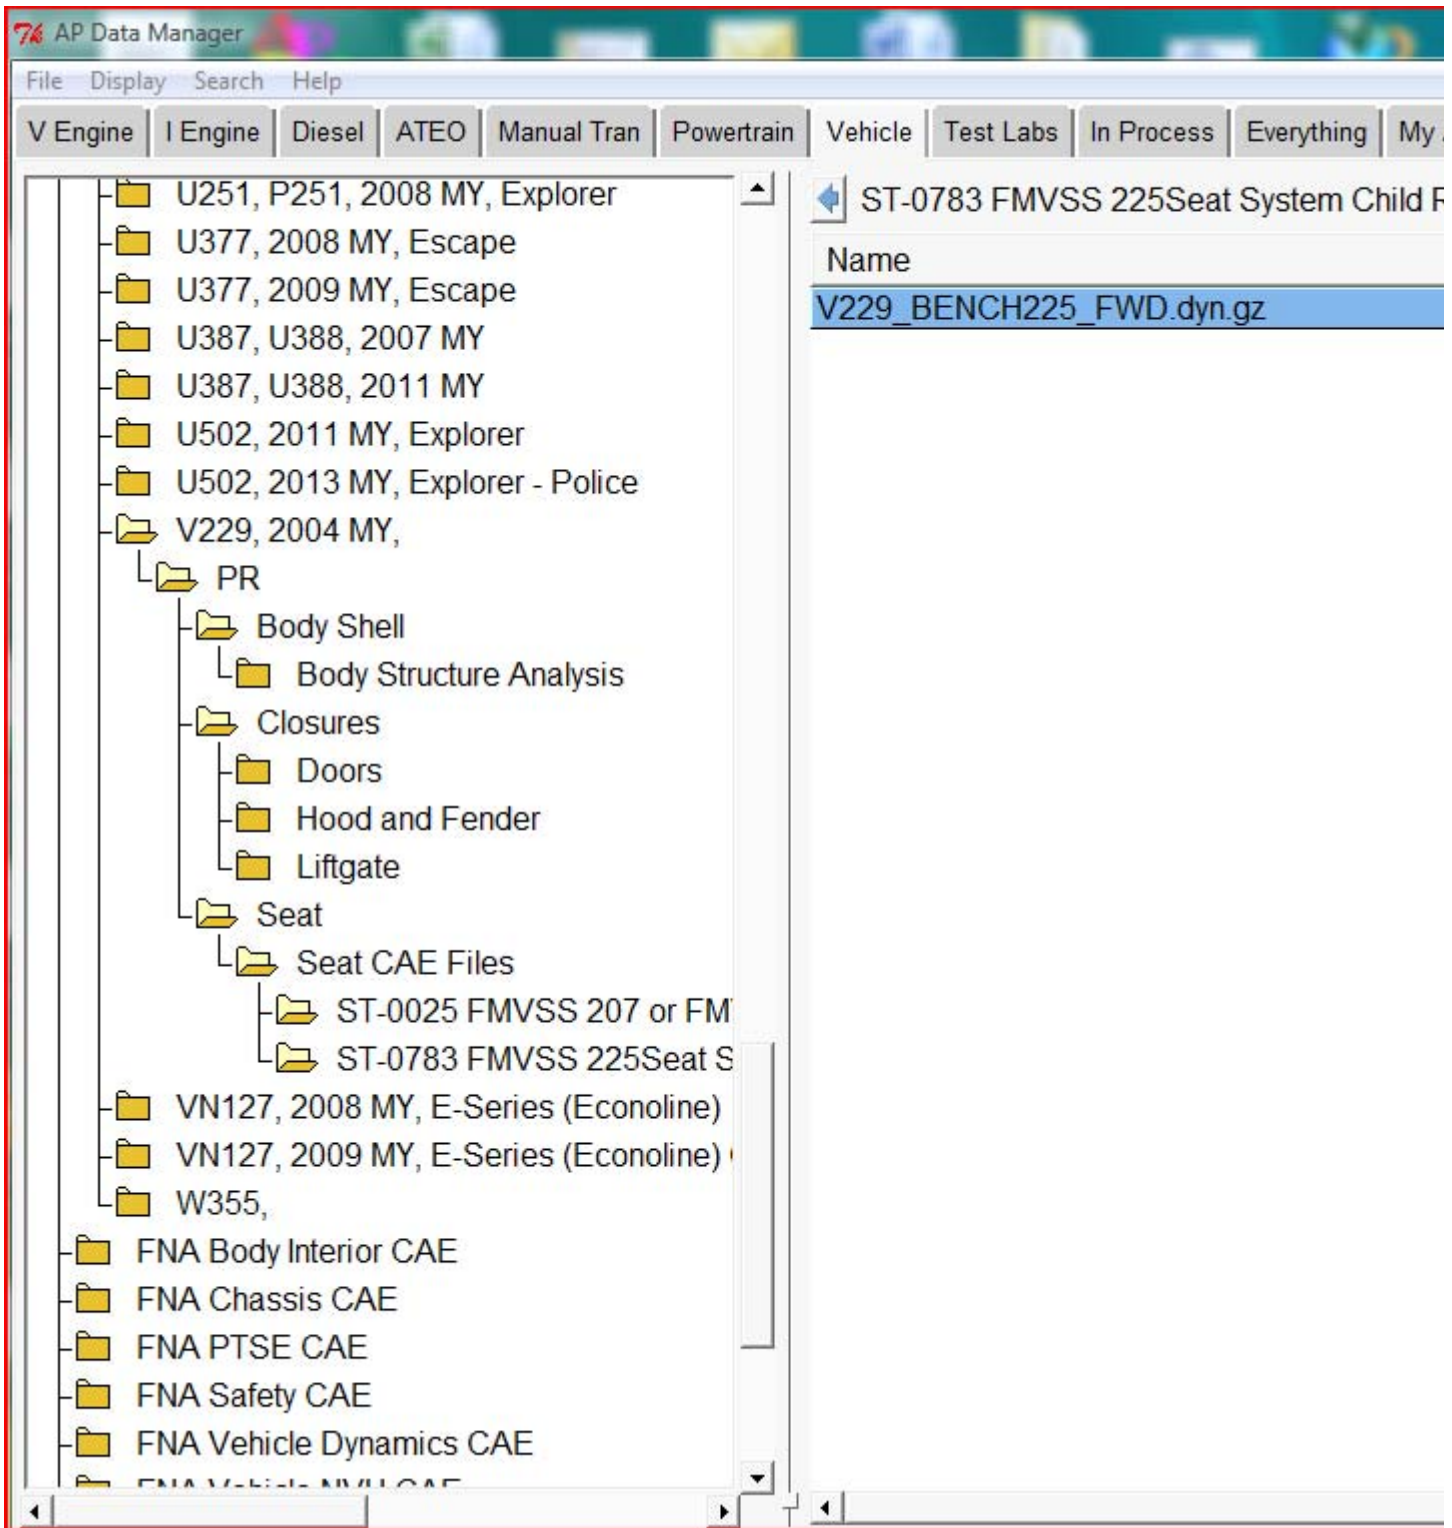 AP Data Manager
File Display Search Help
V Engine I Engine Diesel ATEO Manual Tran Powertrain Vehicle Test Labs In Process Everything My
U251, P251, 2008 MY, Explorer
U377, 2008 MY, Escape
U377, 2009 MY, Escape
U387, U388, 2007 MY
U387, U388, 2011 MY
U502, 2011 MY, Explorer
U502, 2013 MY, Explorer - Police
V229, 2004 MY,
PR
Body Shell
Body Structure Analysis
Closures
Doors
Hood and Fender
Liftgate
Seat
Seat CAE Files
ST-0025 FMVSS 207 or FM
ST-0783 FMVSS 225Seat S
VN127, 2008 MY, E-Series (Econoline)
VN127, 2009 MY, E-Series (Econoline)
W355,
FNA Body Interior CAE
FNA Chassis CAE
FNA PTSE CAE
FNA Safety CAE
FNA Vehicle Dynamics CAE
FNA Vehicle NVH CAE
ST-0783 FMVSS 225Seat System Child R
Name
V229_BENCH225_FWD.dyn.gz